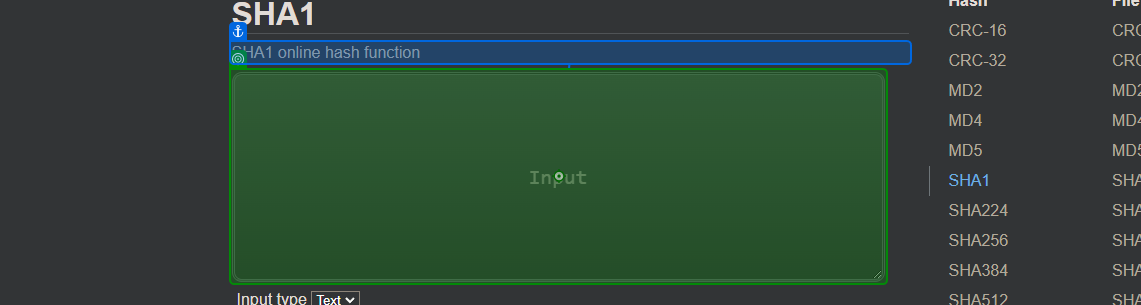 SHA1
SHA1 online hash function
Input
Input type Text
Hash File
CRC-16 CRC
CRC-32 CRC
MD2 MD2
MD4 MD4
MD5 MD5
SHA1 SHA
SHA224 SHA
SHA256 SHA
SHA384 SHA
SHA512 SHA